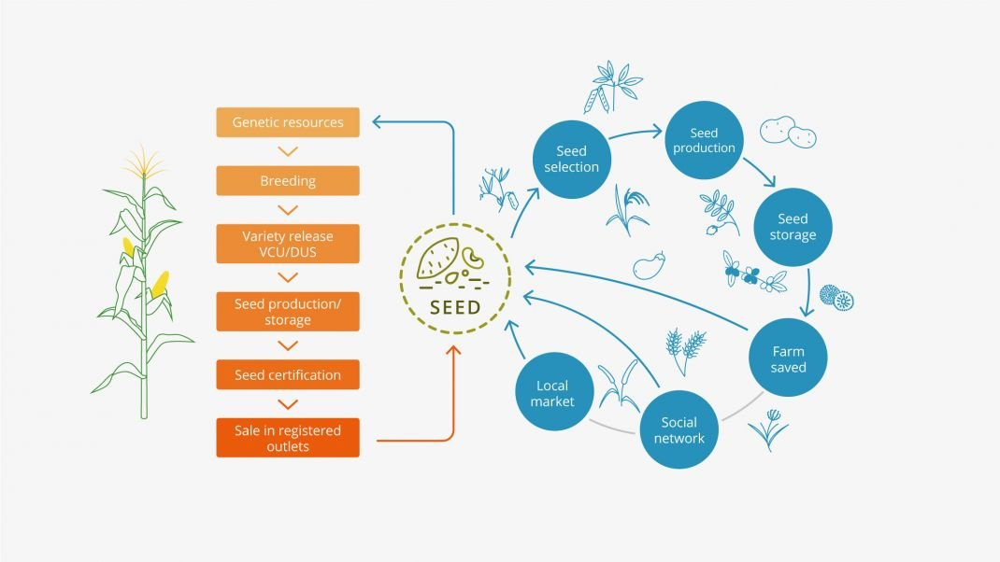 Genetic resources
Breeding
Variety release
VCU/DUS
Seed production/
storage
Seed certification
Sale in registered
outlets
SEED
Seed
selection
Seed
production
Seed
storage
Farm
saved
Social
network
Local
market